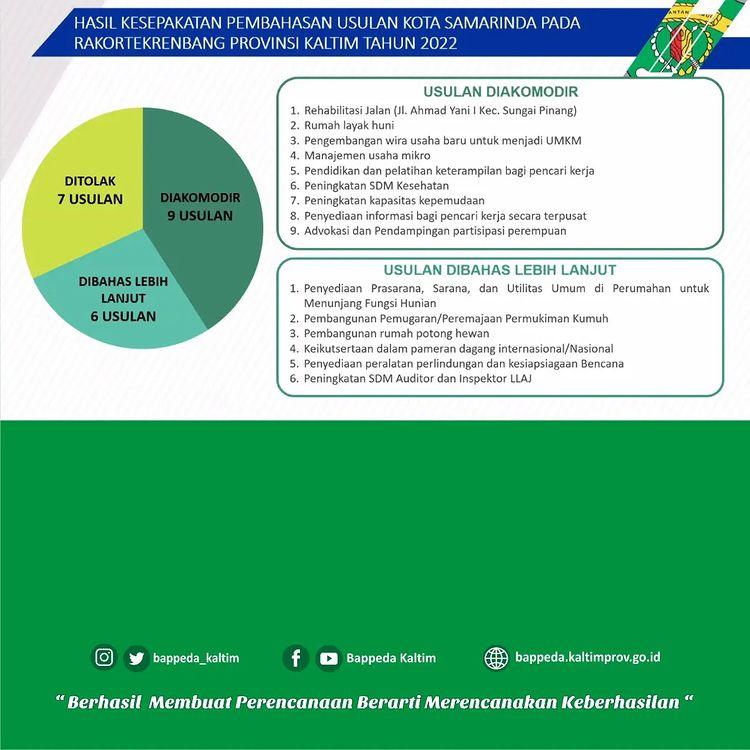 HASIL KESEPAKATAN PEMBAHASAN USULAN KOTA SAMARINDA PADA
RAKORTEKRENBANG PROVINSI KALTIM TAHUN 2022
DITOLAK
7 USULAN
DIAKOMODIR
9 USULAN
DIBAHAS LEBIH
LANJUT
6 USULAN
USULAN DIAKOMODIR
1. Rehabilitasi Jalan (Jl. Ahmad Yani I Kec. Sungai Pinang)
2. Rumah layak huni
3. Pengembangan wira usaha baru untuk menjadi UMKM
4. Manajemen usaha mikro
5. Pendidikan dan pelatihan keterampilan bagi pencari kerja
6. Peningkatan SDM Kesehatan
7. Peningkatan kapasitas kepemudaan
8. Penyediaan informasi bagi pencari kerja secara terpusat
9. Advokasi dan Pendampingan partisipasi perempuan
USULAN DIBAHAS LEBIH LANJUT
1. Penyediaan Prasarana, Sarana, dan Utilitas Umum di Perumahan untuk
Menunjang Fungsi Hunian
2. Pembangunan Pemugaran/Peremajaan Permukiman Kumuh
3. Pembangunan rumah potong hewan
4. Keikutsertaan dalam pameran dagang internasional/Nasional
5. Penyediaan peralatan perlindungan dan kesiapsiagaan Bencana
6. Peningkatan SDM Auditor dan Inspektor LLAJ
bappeda_kaltim
Bappeda Kaltim
bappeda.kaltimprov.go.id
“ Berhasil Membuat Perencanaan Berarti Merencanakan Keberhasilan “